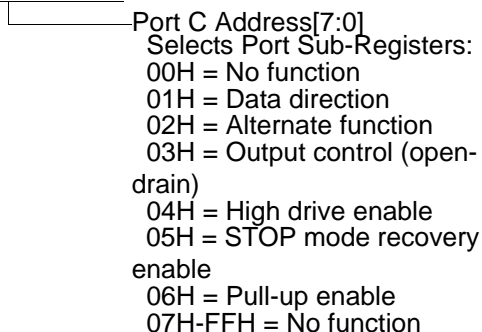 Port C Address[7:0]
Selects Port Sub-Registers:
00H = No function
01H = Data direction
02H = Alternate function
03H = Output control (open-
drain)
04H = High drive enable
05H = STOP mode recovery
enable
06H = Pull-up enable
07H-FFH = No function